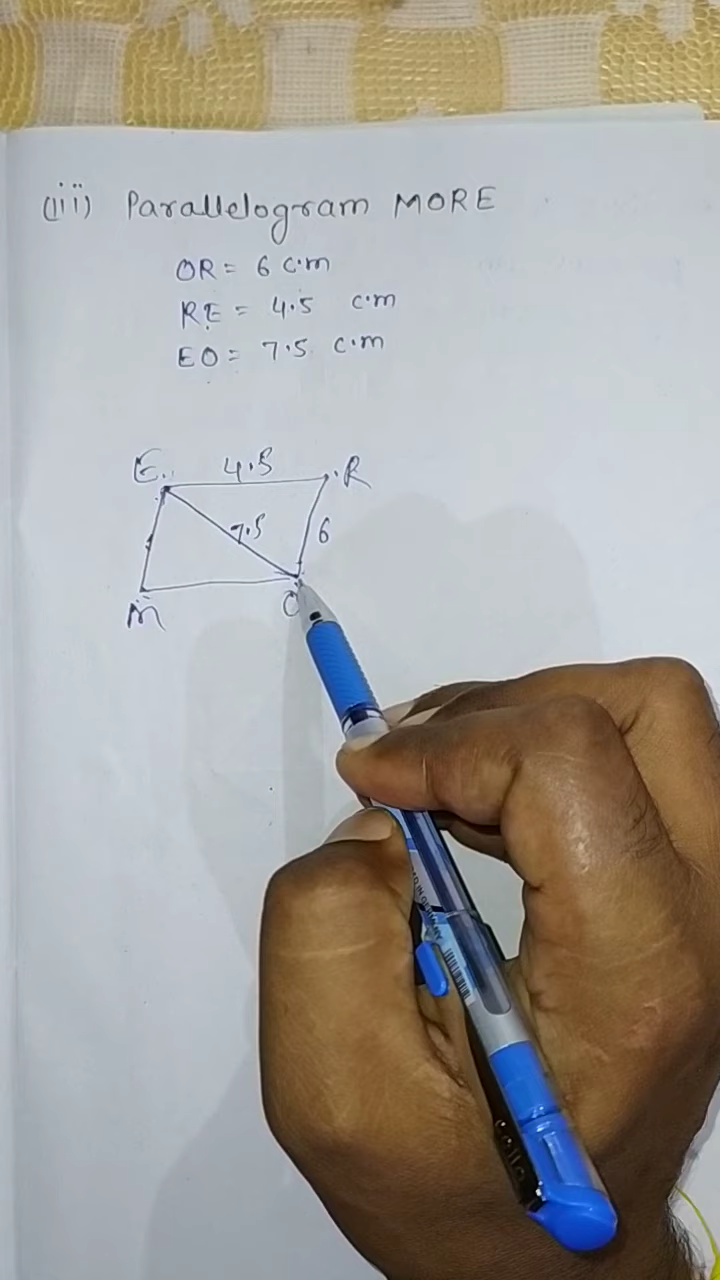 (iii) Parallelogram MORE
OR = 6 c.m
RE = 4.5 c.m
EO = 7.5 c.m
E 4.5 R
7.5 6
M O